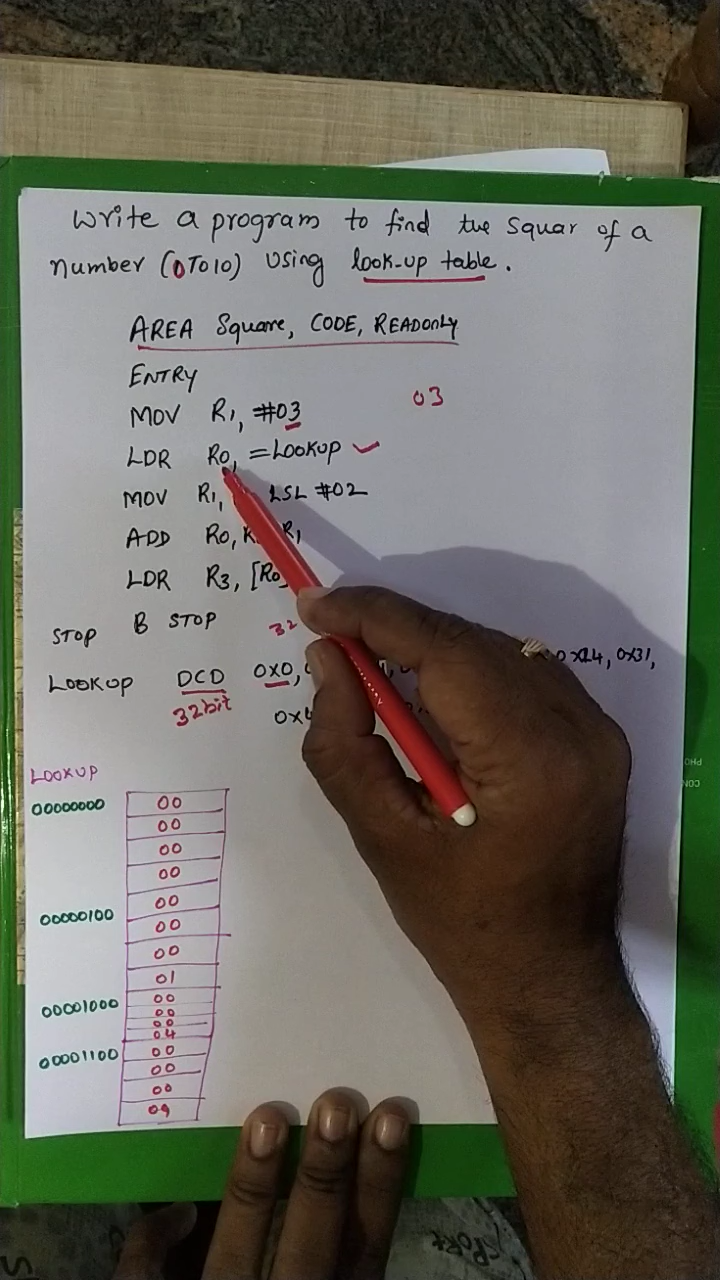 Write a program to find the Squar of a
number (0TO10) using look-up table.
AREA Square, CODE, READONLY
ENTRY
MOV R1, #03
03
LDR R0, =LOOKUP
MOV R1, LSL #02
ADD R0, R1
LDR R3, [R0
STOP B STOP
32
LOOKUP DCD 0X0, 0X24, 0X31,
32bit
LOOKUP
00000000 00
00
00
00
00000100 00
00
00
01
00001000 00
00
00
04
00001100 00
00
00
09